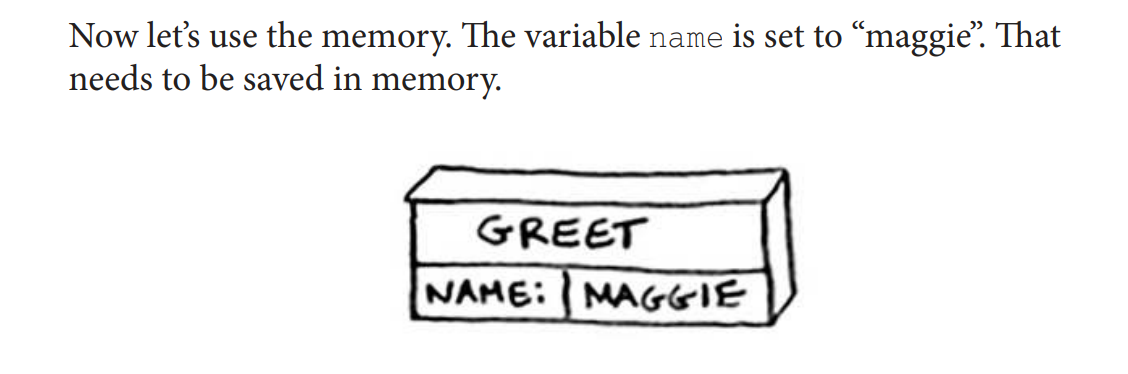 Now let’s use the memory. The variable name is set to “maggie”. That
needs to be saved in memory.
GREET
NAME: MAGGIE